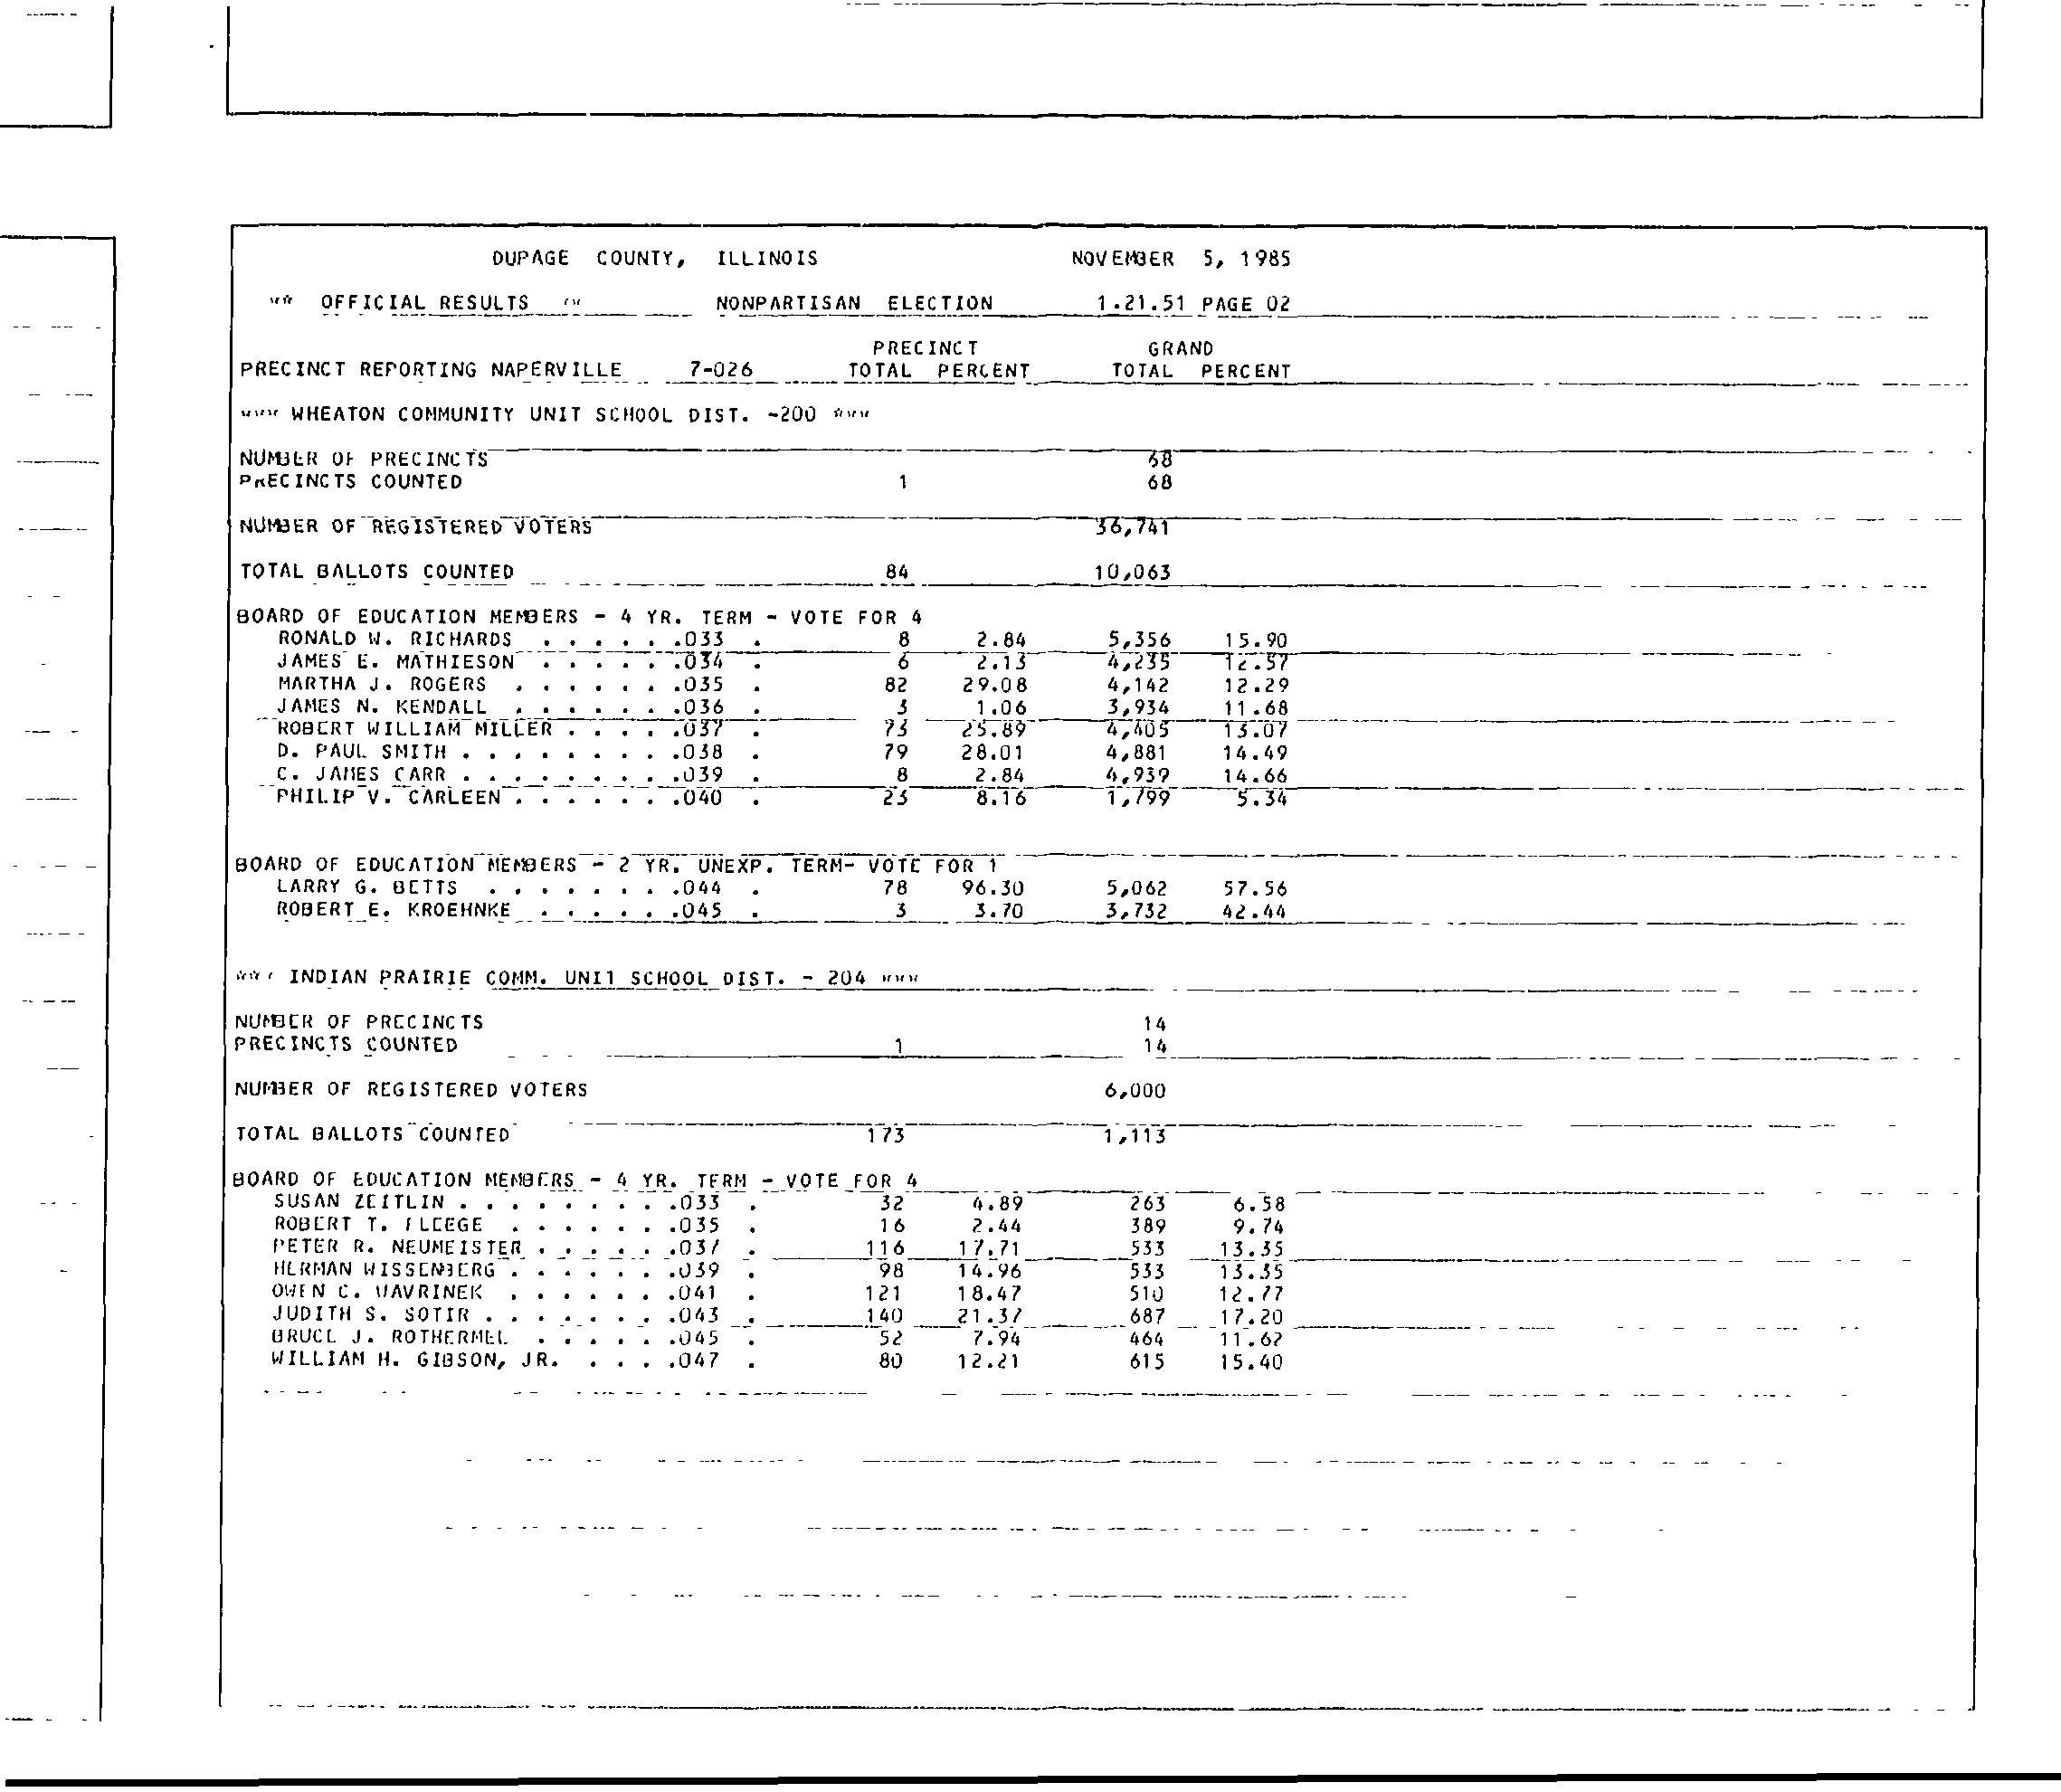 DUPAGE COUNTY, ILLINOIS NOVEMBER 5, 1985
** OFFICIAL RESULTS ** NONPARTISAN ELECTION 1.21.51 PAGE 02
PRECINCT GRAND
PRECINCT REPORTING NAPERVILLE 7-026 TOTAL PERCENT TOTAL PERCENT
*** WHEATON COMMUNITY UNIT SCHOOL DIST. -200 ***
NUMBER OF PRECINCTS 68
PRECINCTS COUNTED 1 68
NUMBER OF REGISTERED VOTERS 36,741
TOTAL BALLOTS COUNTED 84 10,063
BOARD OF EDUCATION MEMBERS - 4 YR. TERM - VOTE FOR 4
RONALD W. RICHARDS . . . . . .033 . 8 2.84 5,356 15.90
JAMES E. MATHIESON . . . . . .034 . 6 2.13 4,235 12.57
MARTHA J. ROGERS . . . . . . .035 . 82 29.08 4,142 12.29
JAMES N. KENDALL . . . . . . .036 . 3 1.06 3,934 11.68
ROBERT WILLIAM MILLER . . . . .037 . 73 25.89 4,405 13.07
D. PAUL SMITH . . . . . . . . .038 . 79 28.01 4,881 14.49
C. JAMES CARR . . . . . . . . .039 . 8 2.84 4,939 14.66
PHILIP V. CARLEEN . . . . . . .040 . 23 8.16 1,799 5.34
BOARD OF EDUCATION MEMBERS - 2 YR. UNEXP. TERM- VOTE FOR 1
LARRY G. BETTS . . . . . . . .044 . 78 96.30 5,062 57.56
ROBERT E. KROEHNKE . . . . . .045 . 3 3.70 3,732 42.44
*** INDIAN PRAIRIE COMM. UNIT SCHOOL DIST. - 204 ***
NUMBER OF PRECINCTS 14
PRECINCTS COUNTED 1 14
NUMBER OF REGISTERED VOTERS 6,000
TOTAL BALLOTS COUNTED 173 1,113
BOARD OF EDUCATION MEMBERS - 4 YR. TERM - VOTE FOR 4
SUSAN ZEITLIN . . . . . . . . .033 . 32 4.89 263 6.58
ROBERT T. . . . . . . .035 . 16 2.44 389 9.74
PETER R. NEUMEISTER . . . . . .037 . 116 17.71 533 13.35
HERMAN WISSENBERG . . . . . . .039 . 98 14.96 533 13.35
OWEN C. VAVRINEK . . . . . . .041 . 121 18.47 510 12.77
JUDITH S. SOTIR . . . . . . . .043 . 140 21.37 687 17.20
BRUCE J. ROTHERMEL . . . . . .045 . 52 7.94 464 11.62
WILLIAM H. GIBSON, JR. . . . .047 . 80 12.21 615 15.40